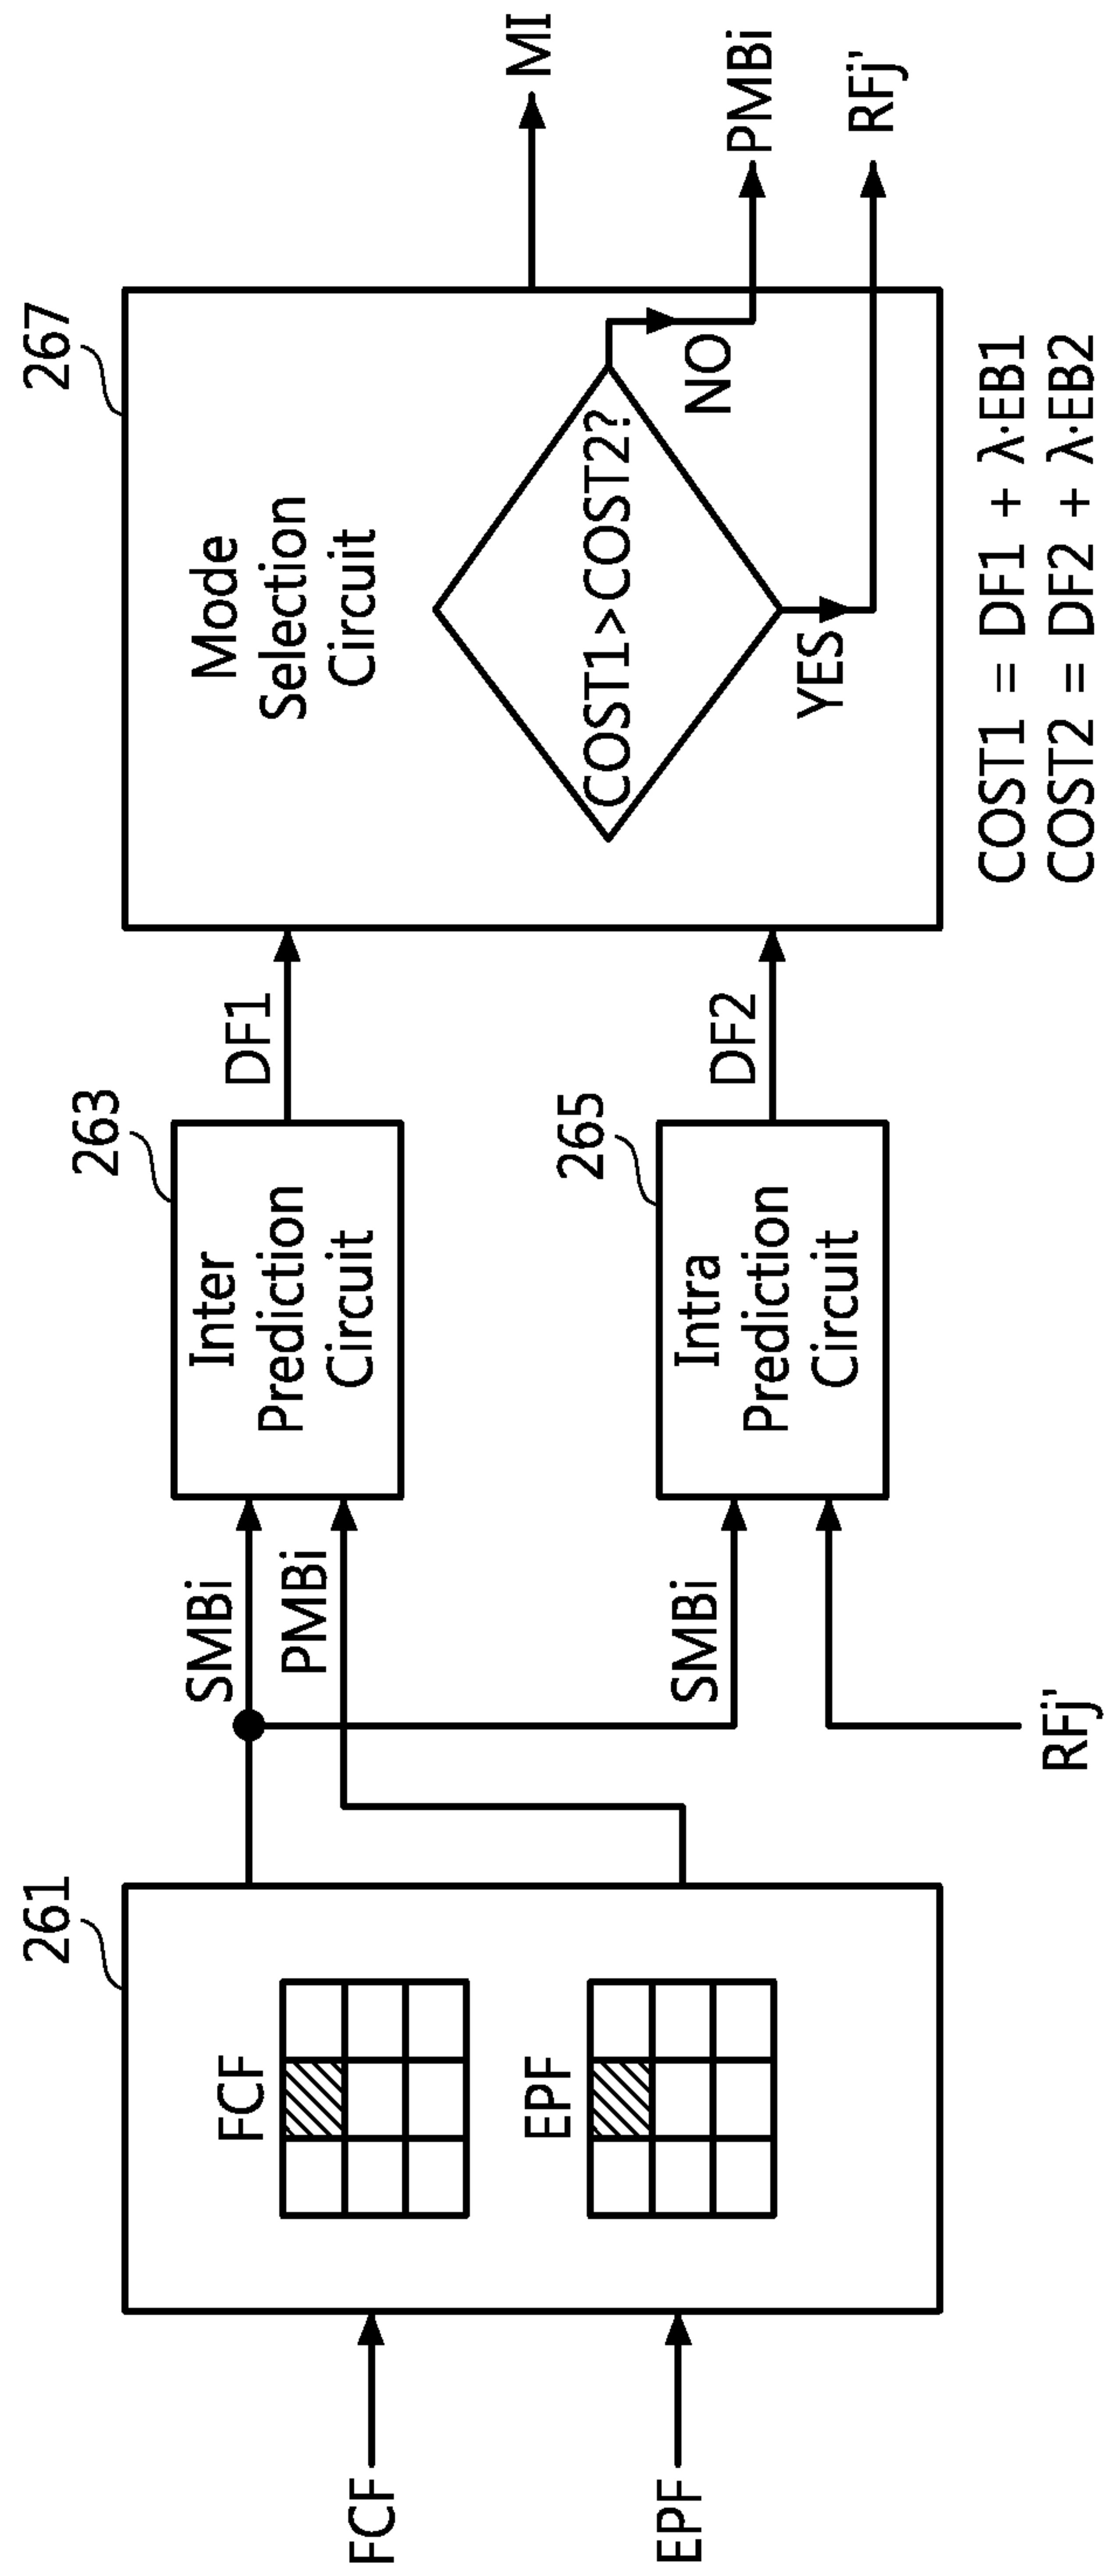 261
263
265
267
FCF
EPF
FCF
EPF
SMBi
PMBi
SMBi
RFj'
Inter
Prediction
Circuit
Intra
Prediction
Circuit
DF1
DF2
Mode
Selection
Circuit
COST1>COST2?
NO
YES
MI
PMBi
RFj'
COST1 = DF1 + λ·EB1
COST2 = DF2 + λ·EB2